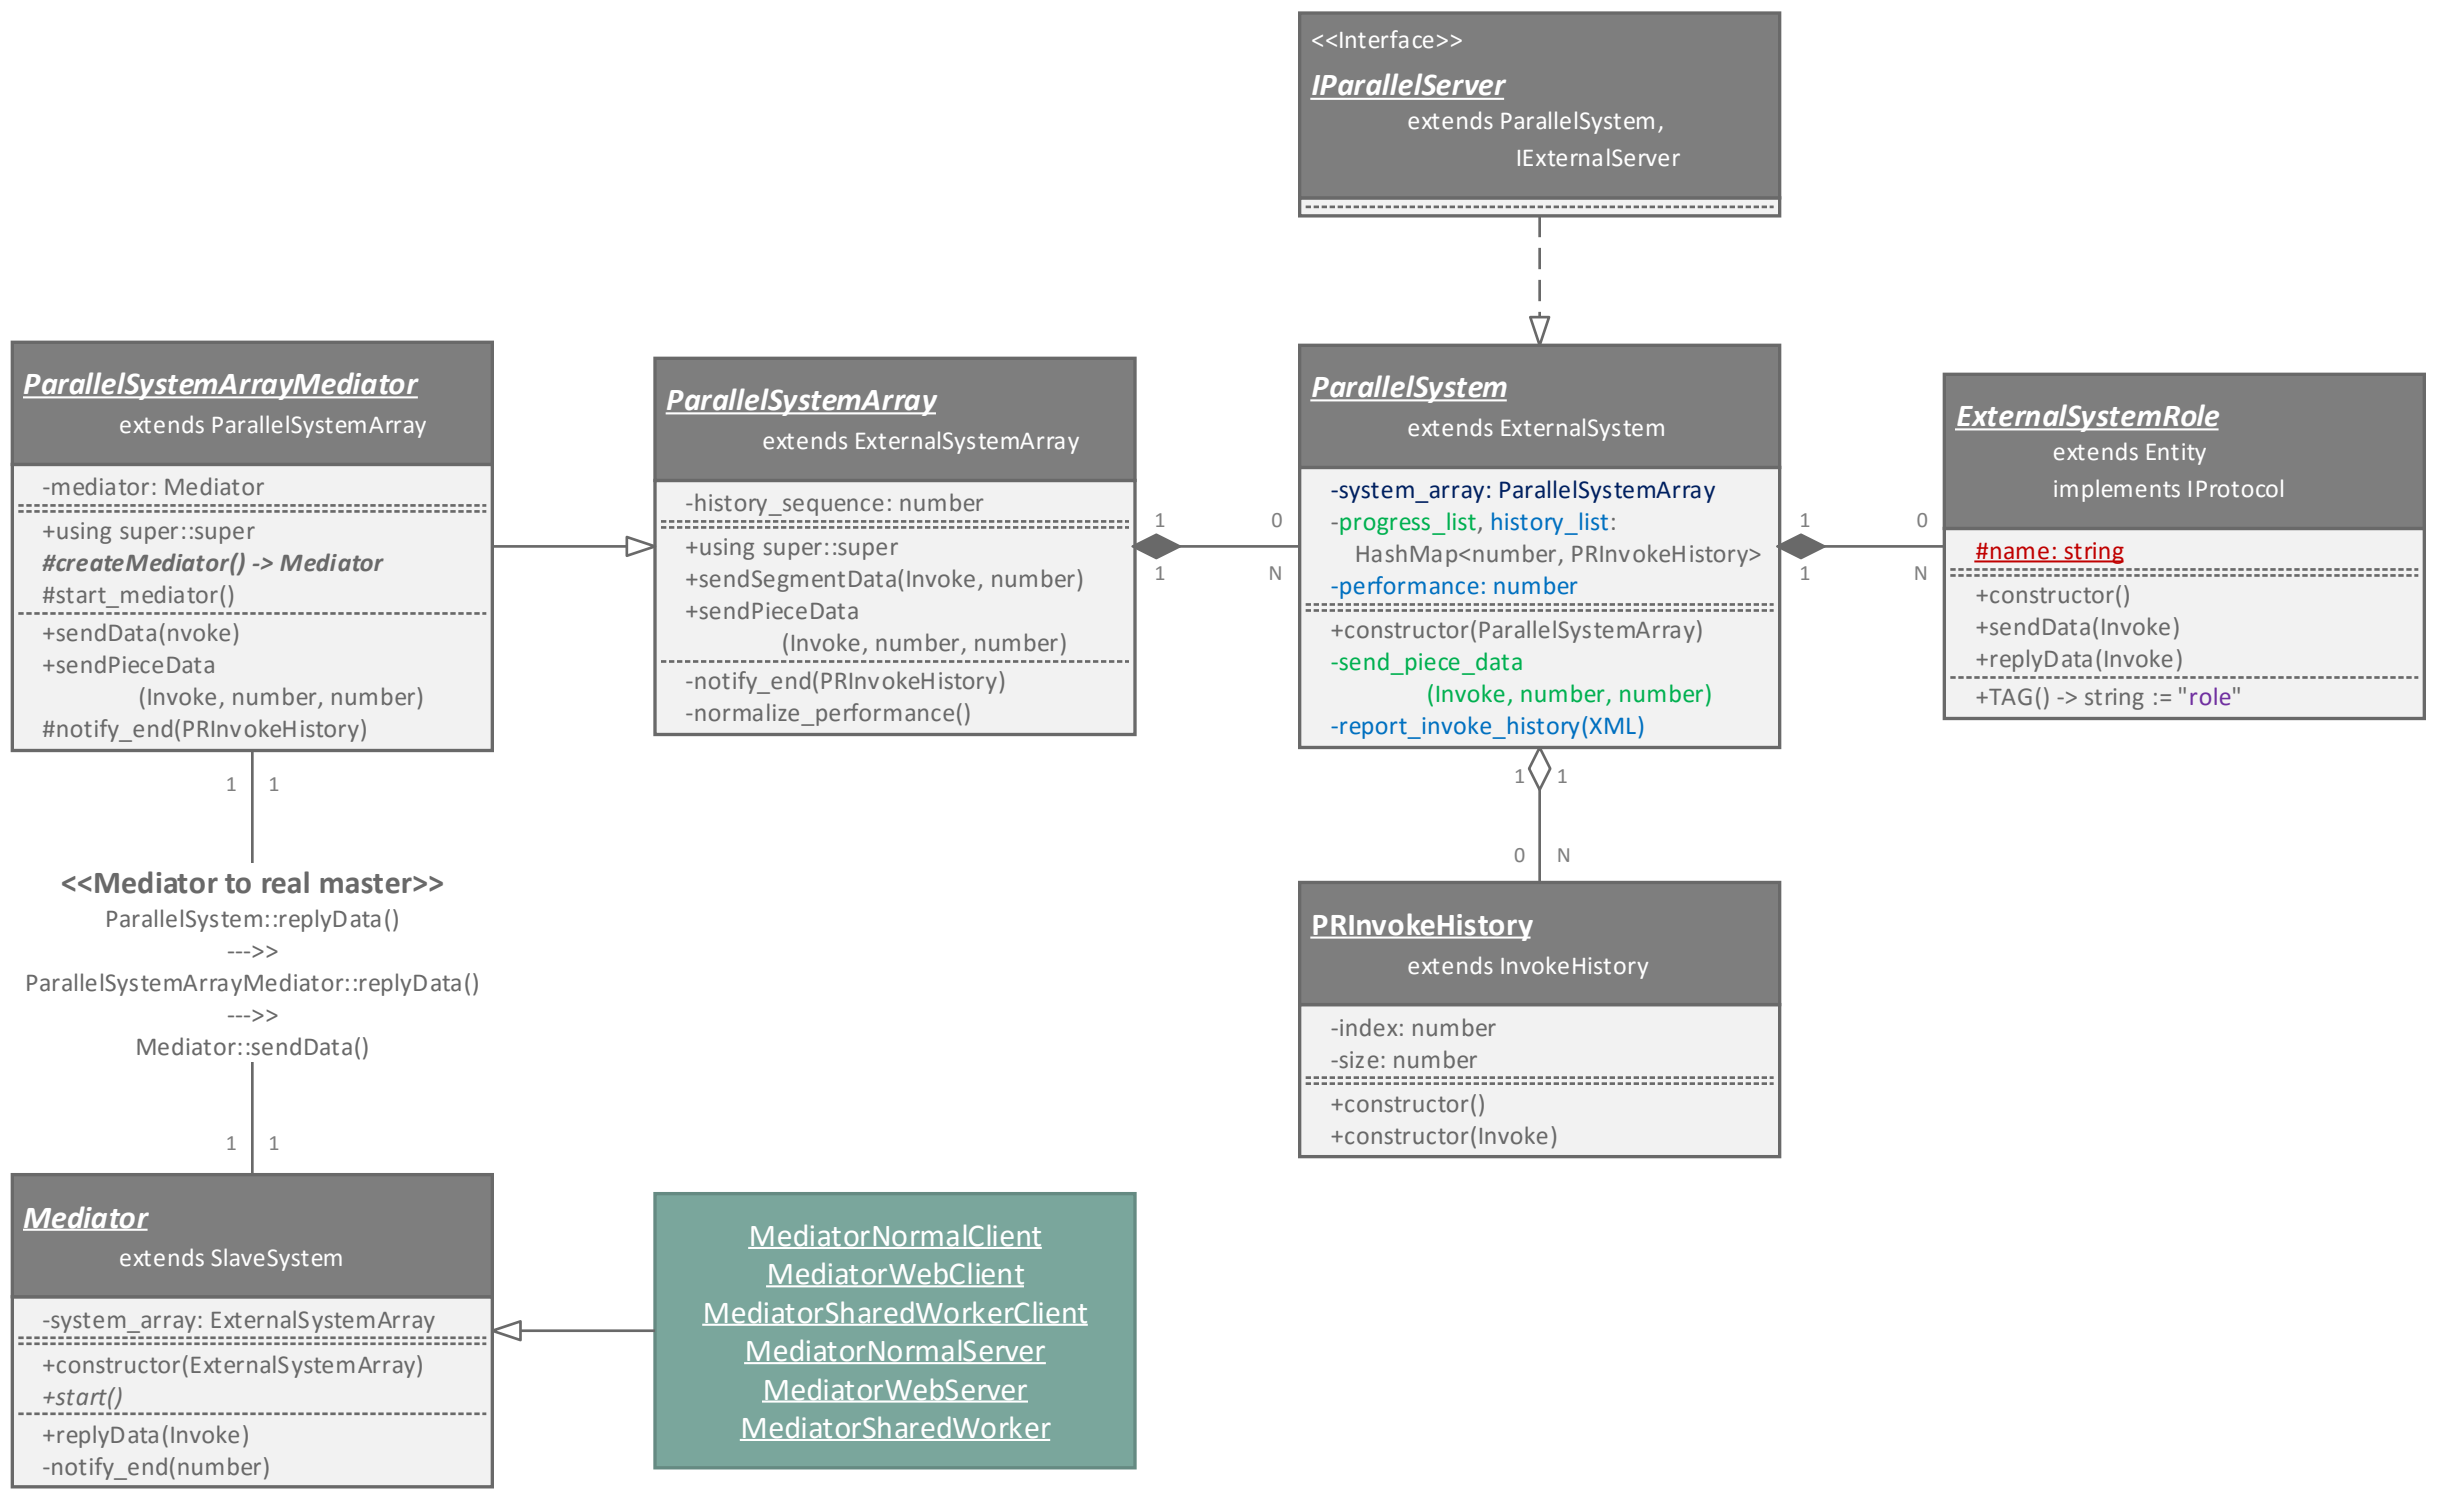 <<Interface>>
IParallelServer
extends ParallelSystem,
IExternalServer
ParallelSystemArrayMediator
extends ParallelSystemArray
-mediator: Mediator
+using super::super
#createMediator() -> Mediator
#start_mediator()
+sendData(nvoke)
+sendPieceData
(Invoke, number, number)
#notify_end(PRInvokeHistory)
ParallelSystemArray
extends ExternalSystemArray
-history_sequence: number
+using super::super
+sendSegmentData(Invoke, number)
+sendPieceData
(Invoke, number, number)
-notify_end(PRInvokeHistory)
-normalize_performance()
1 0
1 N
ParallelSystem
extends ExternalSystem
-system_array: ParallelSystemArray
-progress_list, history_list:
HashMap<number, PRInvokeHistory>
-performance: number
+constructor(ParallelSystemArray)
-send_piece_data
(Invoke, number, number)
-report_invoke_history(XML)
1 0
1 N
ExternalSystemRole
extends Entity
implements IProtocol
#name: string
+constructor()
+sendData(Invoke)
+replyData(Invoke)
+TAG() -> string := "role"
1 1
<<Mediator to real master>>
ParallelSystem::replyData()
--->>
ParallelSystemArrayMediator::replyData()
--->>
Mediator::sendData()
1 1
1 1
0 N
PRInvokeHistory
extends InvokeHistory
-index: number
-size: number
+constructor()
+constructor(Invoke)
Mediator
extends SlaveSystem
-system_array: ExternalSystemArray
+constructor(ExternalSystemArray)
+start()
+replyData(Invoke)
-notify_end(number)
MediatorNormalClient
MediatorWebClient
MediatorSharedWorkerClient
MediatorNormalServer
MediatorWebServer
MediatorSharedWorker